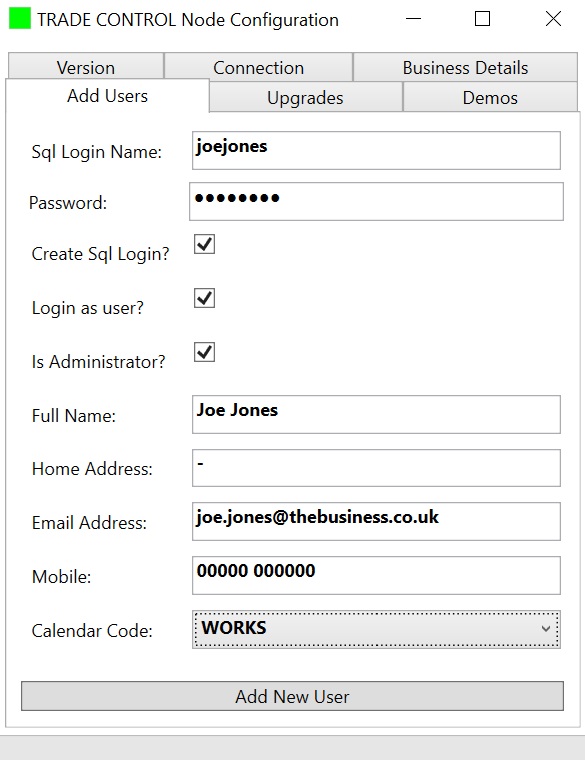 TRADE CONTROL Node Configuration
Version Connection Business Details
Add Users Upgrades Demos
Sql Login Name: joejones
Password: ●●●●●●●●
Create Sql Login?
Login as user?
Is Administrator?
Full Name: Joe Jones
Home Address: -
Email Address: joe.jones@thebusiness.co.uk
Mobile: 00000 000000
Calendar Code: WORKS
Add New User